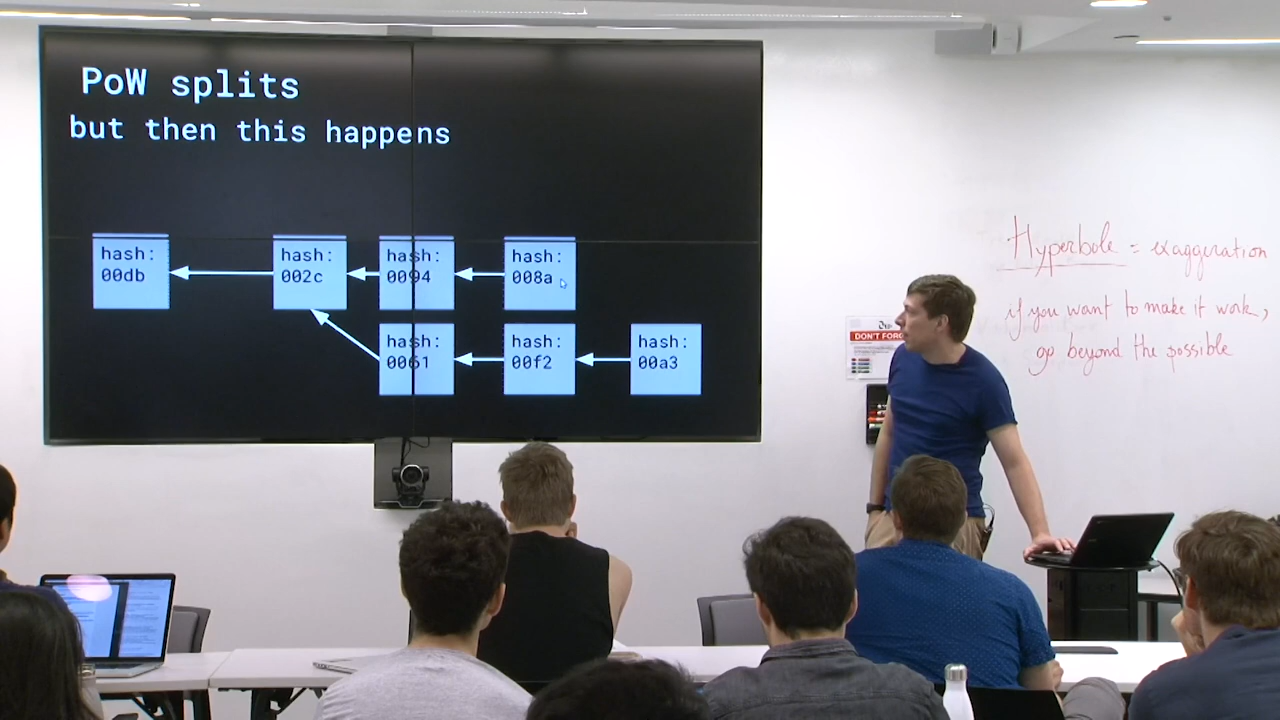 PoW splits
but then this happens
hash:
00db
hash:
002c
hash:
0094
hash:
008a
hash:
0061
hash:
00f2
hash:
00a3
Hyperbole = exaggeration
if you want to make it work,
go beyond the possible
DON'T FORG